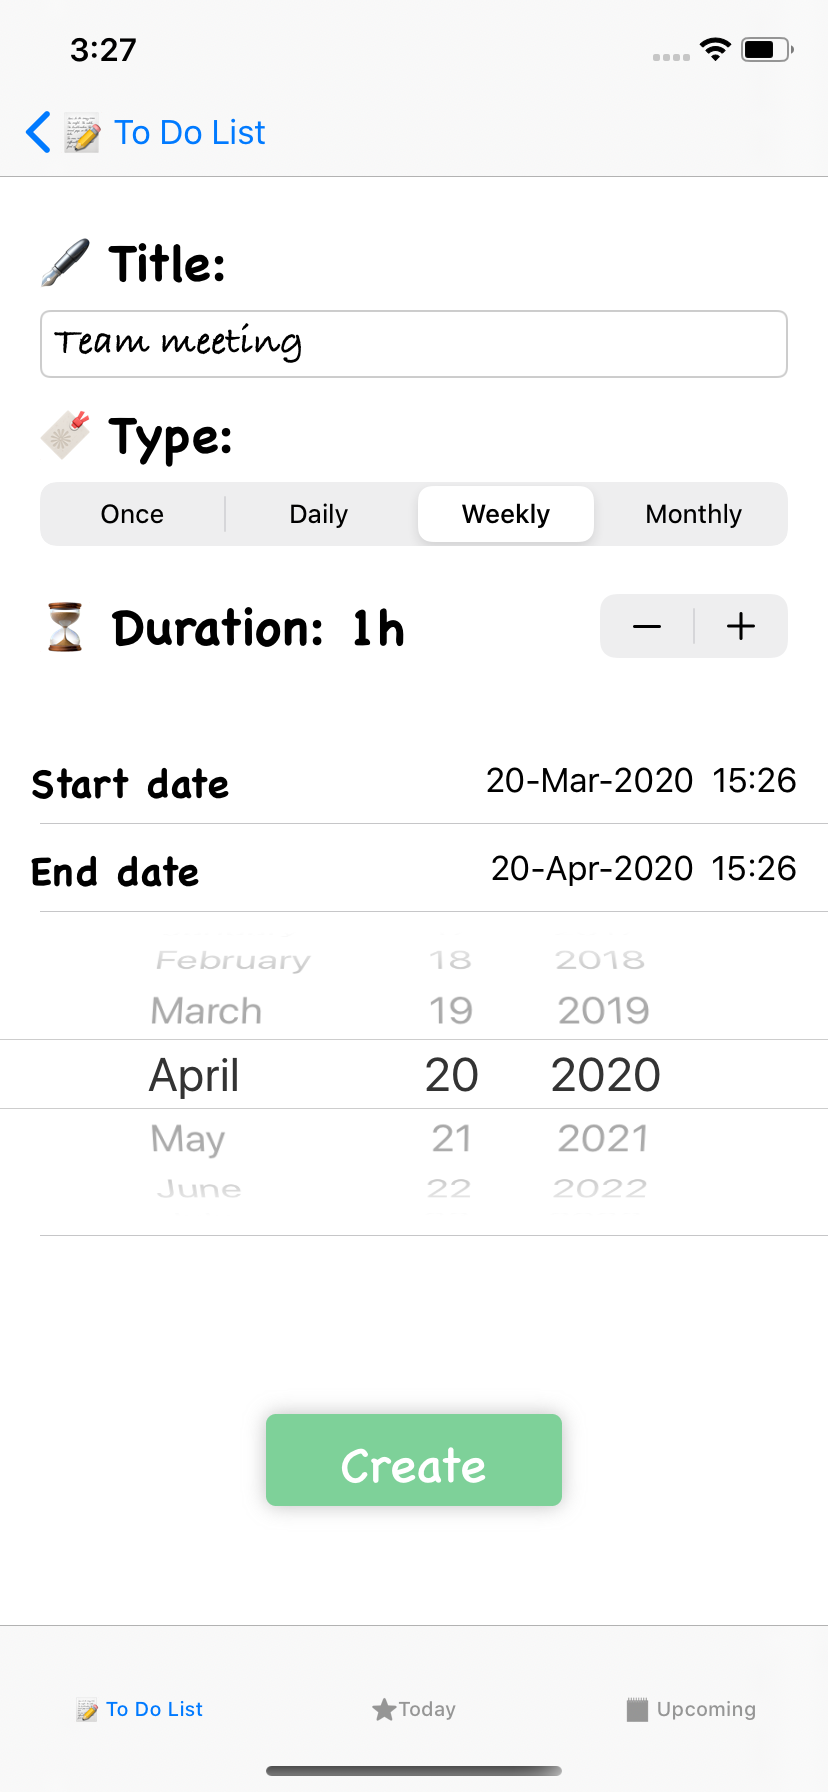 3:27
To Do List
Title:
Team meeting
Type:
Once Daily Weekly Monthly
Duration: 1h
Start date 20-Mar-2020 15:26
End date 20-Apr-2020 15:26
February 18 2018
March 19 2019
April 20 2020
May 21 2021
June 22 2022
Create
To Do List Today Upcoming